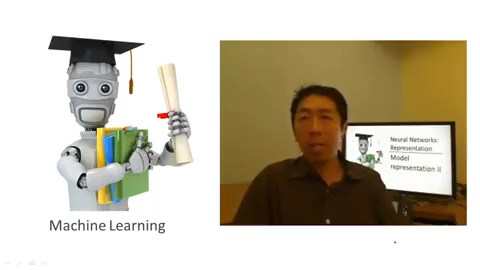 Machine Learning
Neural Networks:
Representation
Model
representation II